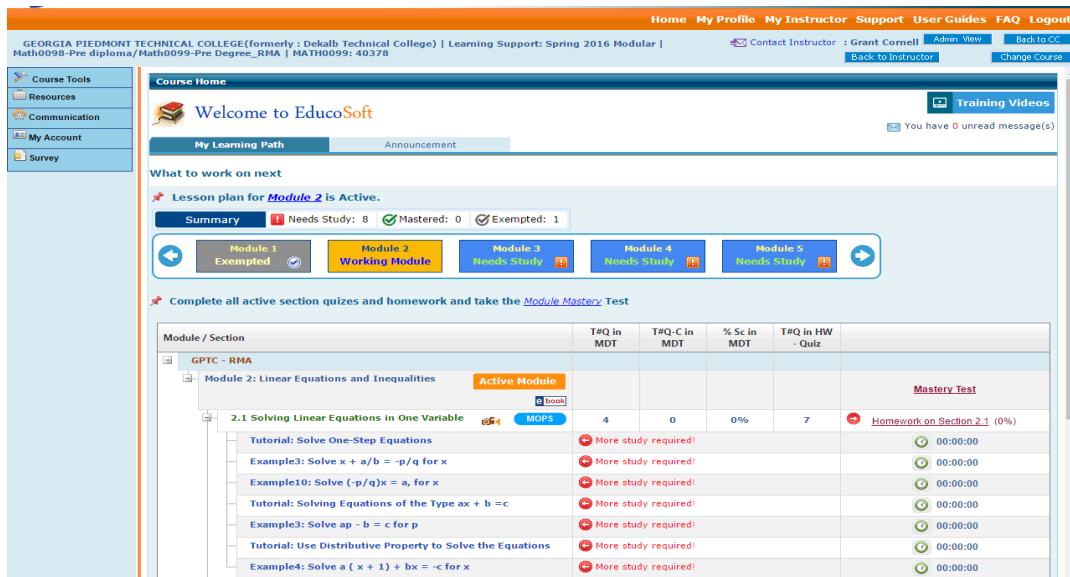 Home My Profile My Instructor Support User Guides FAQ Logout
GEORGIA PIEDMONT TECHNICAL COLLEGE(formerly : Dekalb Technical College) | Learning Support: Spring 2016 Modular |
Math0098-Pre diploma/Math0099-Pre Degree_RMA | MATH0099: 40378
Contact Instructor : Grant Cornell Admin View Back to CC
Back to Instructor Change Course
Course Tools
Resources
Communication
My Account
Survey
Course Home
Welcome to EducoSoft
Training Videos
You have 0 unread message(s)
My Learning Path Announcement
What to work on next
Lesson plan for Module 2 is Active.
Summary Needs Study: 8 Mastered: 0 Exempted: 1
Module 1 Module 2 Module 3 Module 4 Module 5
Exempted Working Module Needs Study Needs Study Needs Study
Complete all active section quizes and homework and take the Module Mastery Test
Module / Section T#Q in MDT T#Q-C in MDT % Sc in MDT T#Q in HW - Quiz
GPTC - RMA
Module 2: Linear Equations and Inequalities Active Module
e book
Mastery Test
2.1 Solving Linear Equations in One Variable MOPS 4 0 0% 7 Homework on Section 2.1 (0%)
Tutorial: Solve One-Step Equations More study required! 00:00:00
Example3: Solve x + a/b = -p/q for x More study required! 00:00:00
Example10: Solve (-p/q)x = a, for x More study required! 00:00:00
Tutorial: Solving Equations of the Type ax + b =c More study required! 00:00:00
Example3: Solve ap - b = c for p More study required! 00:00:00
Tutorial: Use Distributive Property to Solve the Equations More study required! 00:00:00
Example4: Solve a ( x + 1) + bx = -c for x More study required! 00:00:00